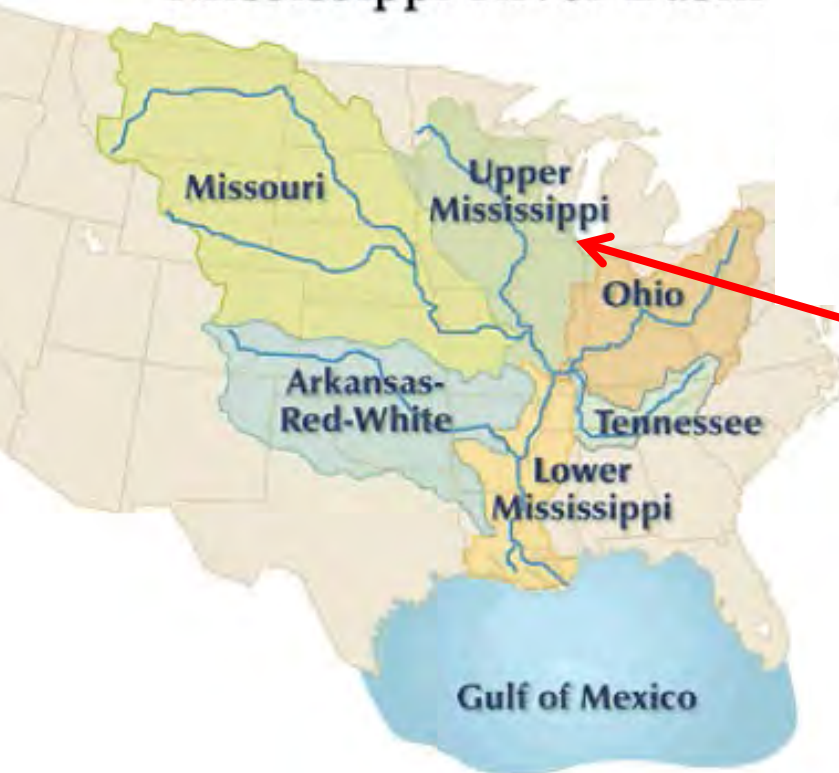 Missouri
Upper
Mississippi
Ohio
Arkansas-
Red-White
Tennessee
Lower
Mississippi
Gulf of Mexico